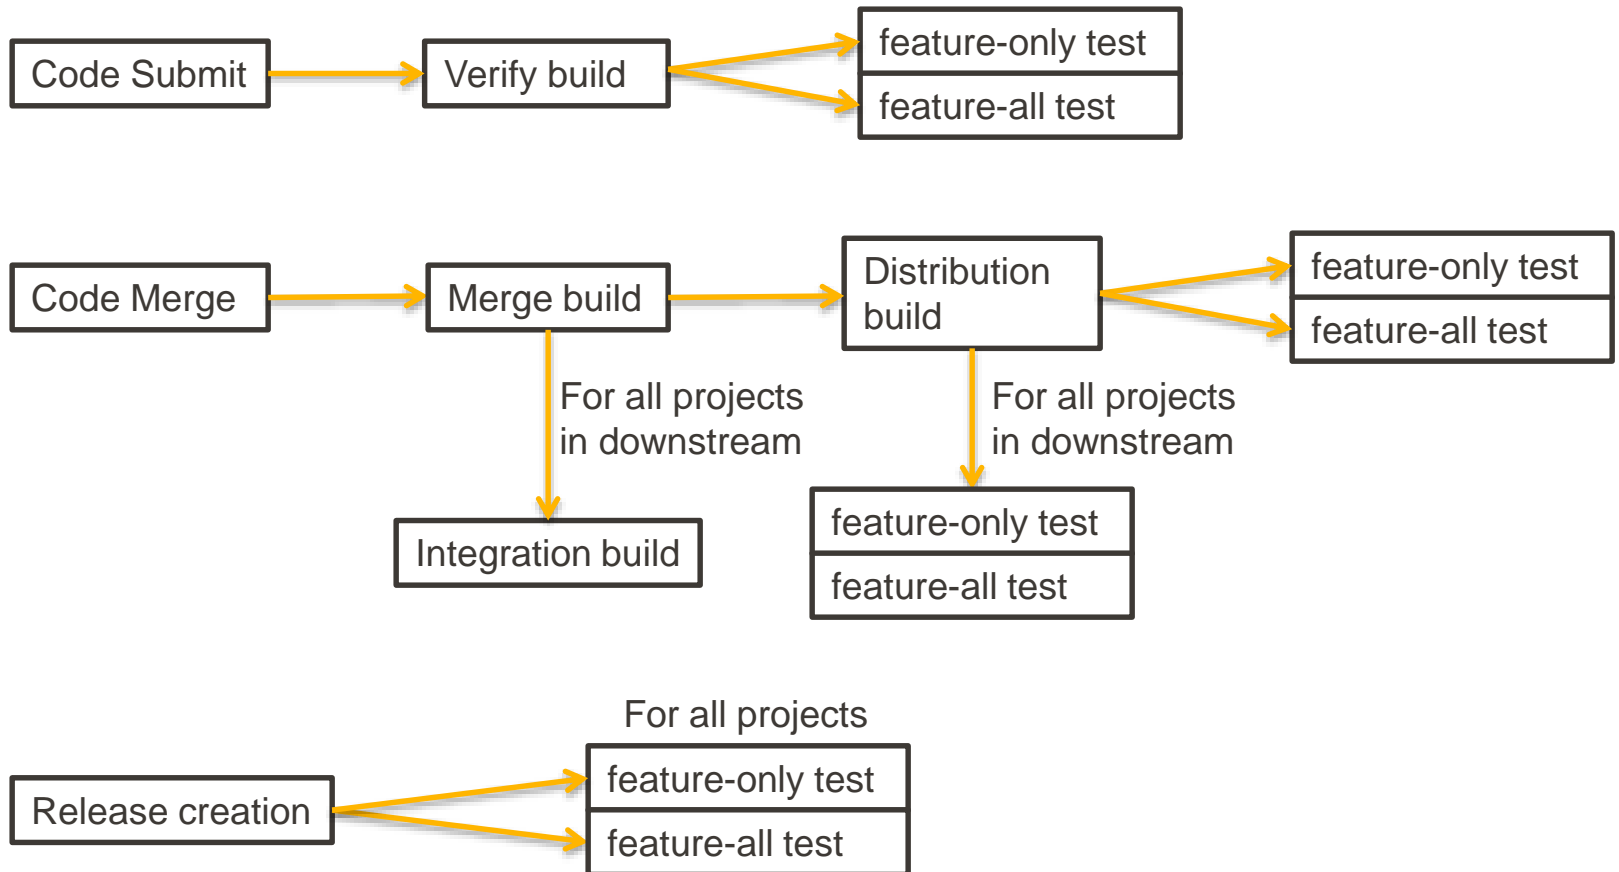 Code Submit
Verify build
feature-only test
feature-all test
Code Merge
Merge build
Distribution
build
feature-only test
feature-all test
For all projects
in downstream
For all projects
in downstream
Integration build
feature-only test
feature-all test
For all projects
Release creation
feature-only test
feature-all test